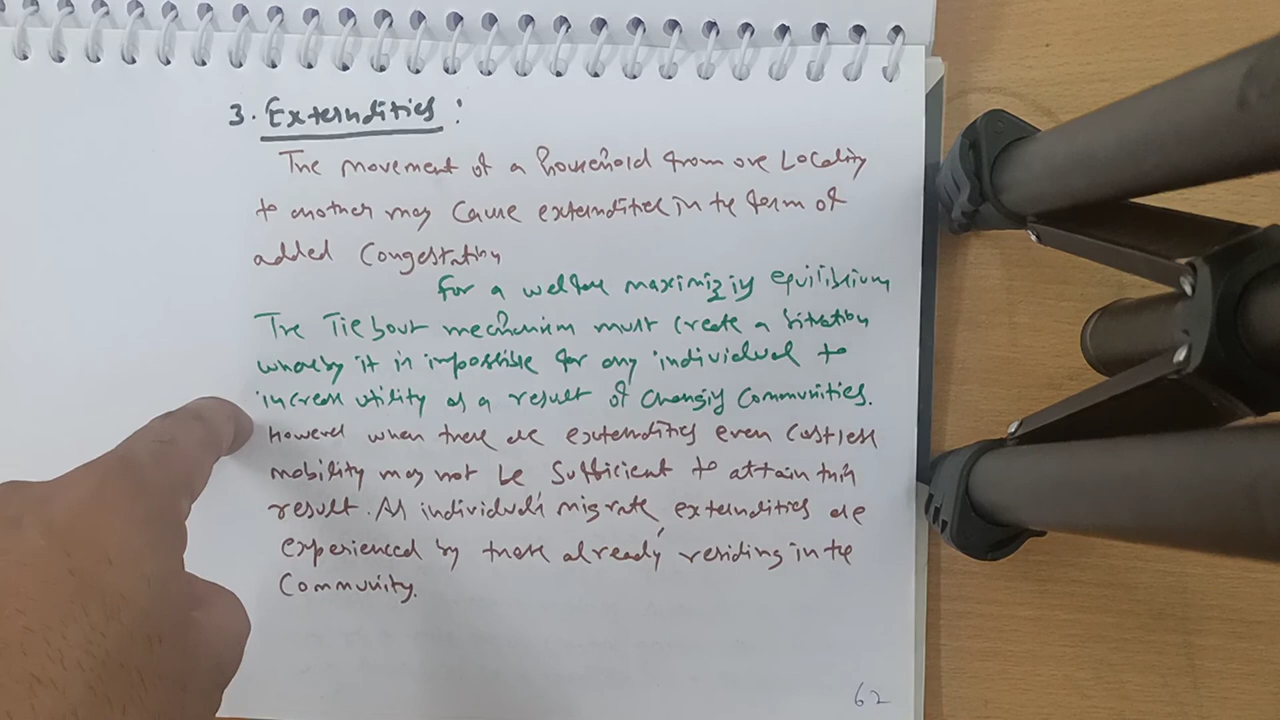 3. Externalities :
The movement of a household from one Locality
to another may Cause externalities in the form of
added Congestation
For a welfare maximizing equilibrium
The Tiebout mechanism must create a situation
whereby it is impossible for any individual to
increase utility as a result of changing Communities.
However when there are externalities even costless
mobility may not be sufficient to attain this
result. As individuals migrate, externalities are
experienced by those already residing in the
Community.
62